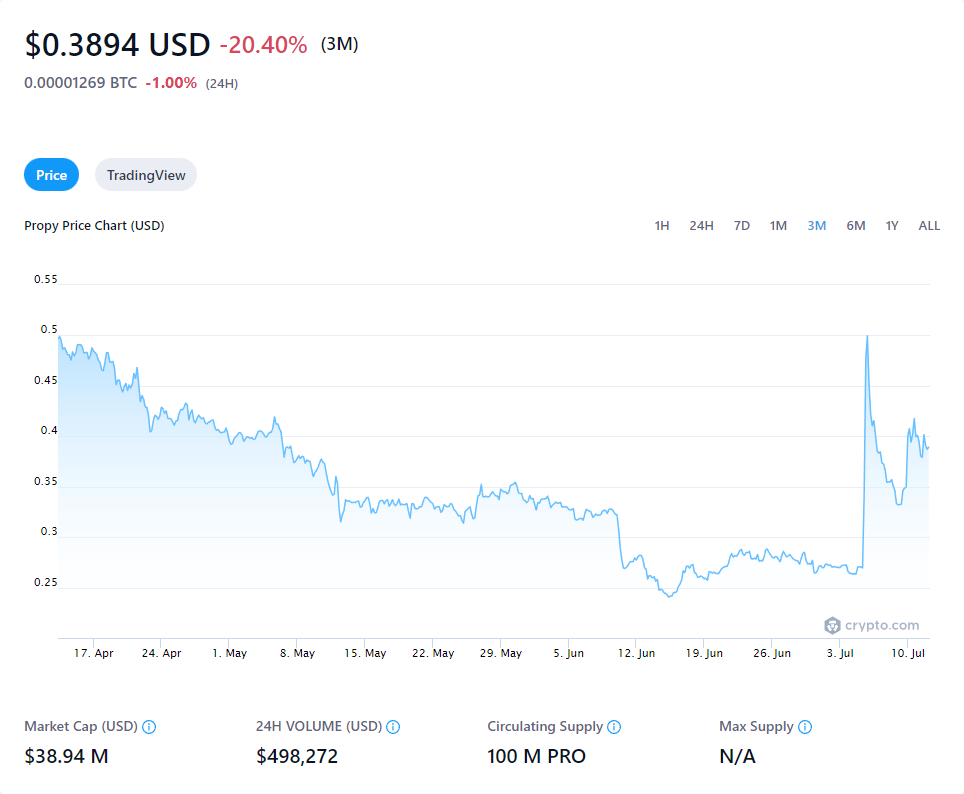 $0.3894 USD -20.40% (3M)
0.00001269 BTC -1.00% (24H)
Price TradingView
Propy Price Chart (USD) 1H 24H 7D 1M 3M 6M 1Y ALL
0.55
0.5
0.45
0.4
0.35
0.3
0.25
crypto.com
17. Apr 24. Apr 1. May 8. May 15. May 22. May 29. May 5. Jun 12. Jun 19. Jun 26. Jun 3. Jul 10. Jul
Market Cap (USD) 24H VOLUME (USD) Circulating Supply Max Supply
$38.94 M $498,272 100 M PRO N/A